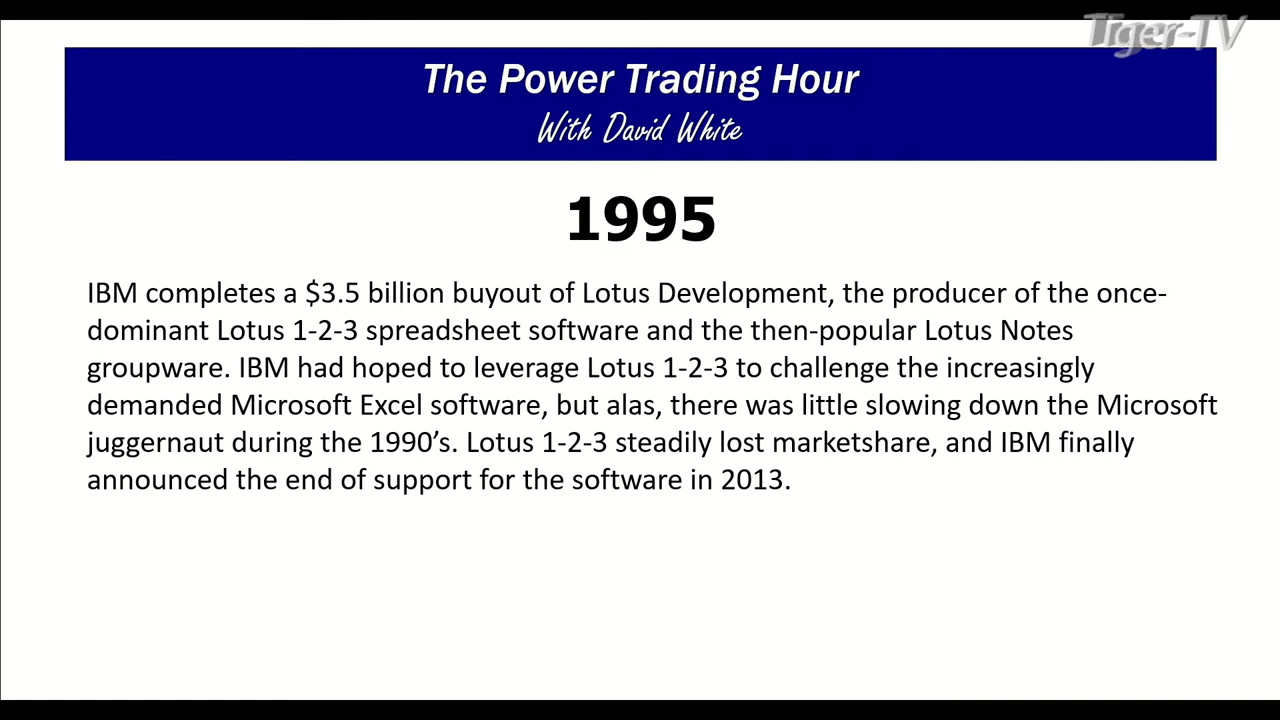 Tiger-TV
The Power Trading Hour
With David White
1995
IBM completes a $3.5 billion buyout of Lotus Development, the producer of the once-
dominant Lotus 1-2-3 spreadsheet software and the then-popular Lotus Notes
groupware. IBM had hoped to leverage Lotus 1-2-3 to challenge the increasingly
demanded Microsoft Excel software, but alas, there was little slowing down the Microsoft
juggernaut during the 1990’s. Lotus 1-2-3 steadily lost marketshare, and IBM finally
announced the end of support for the software in 2013.